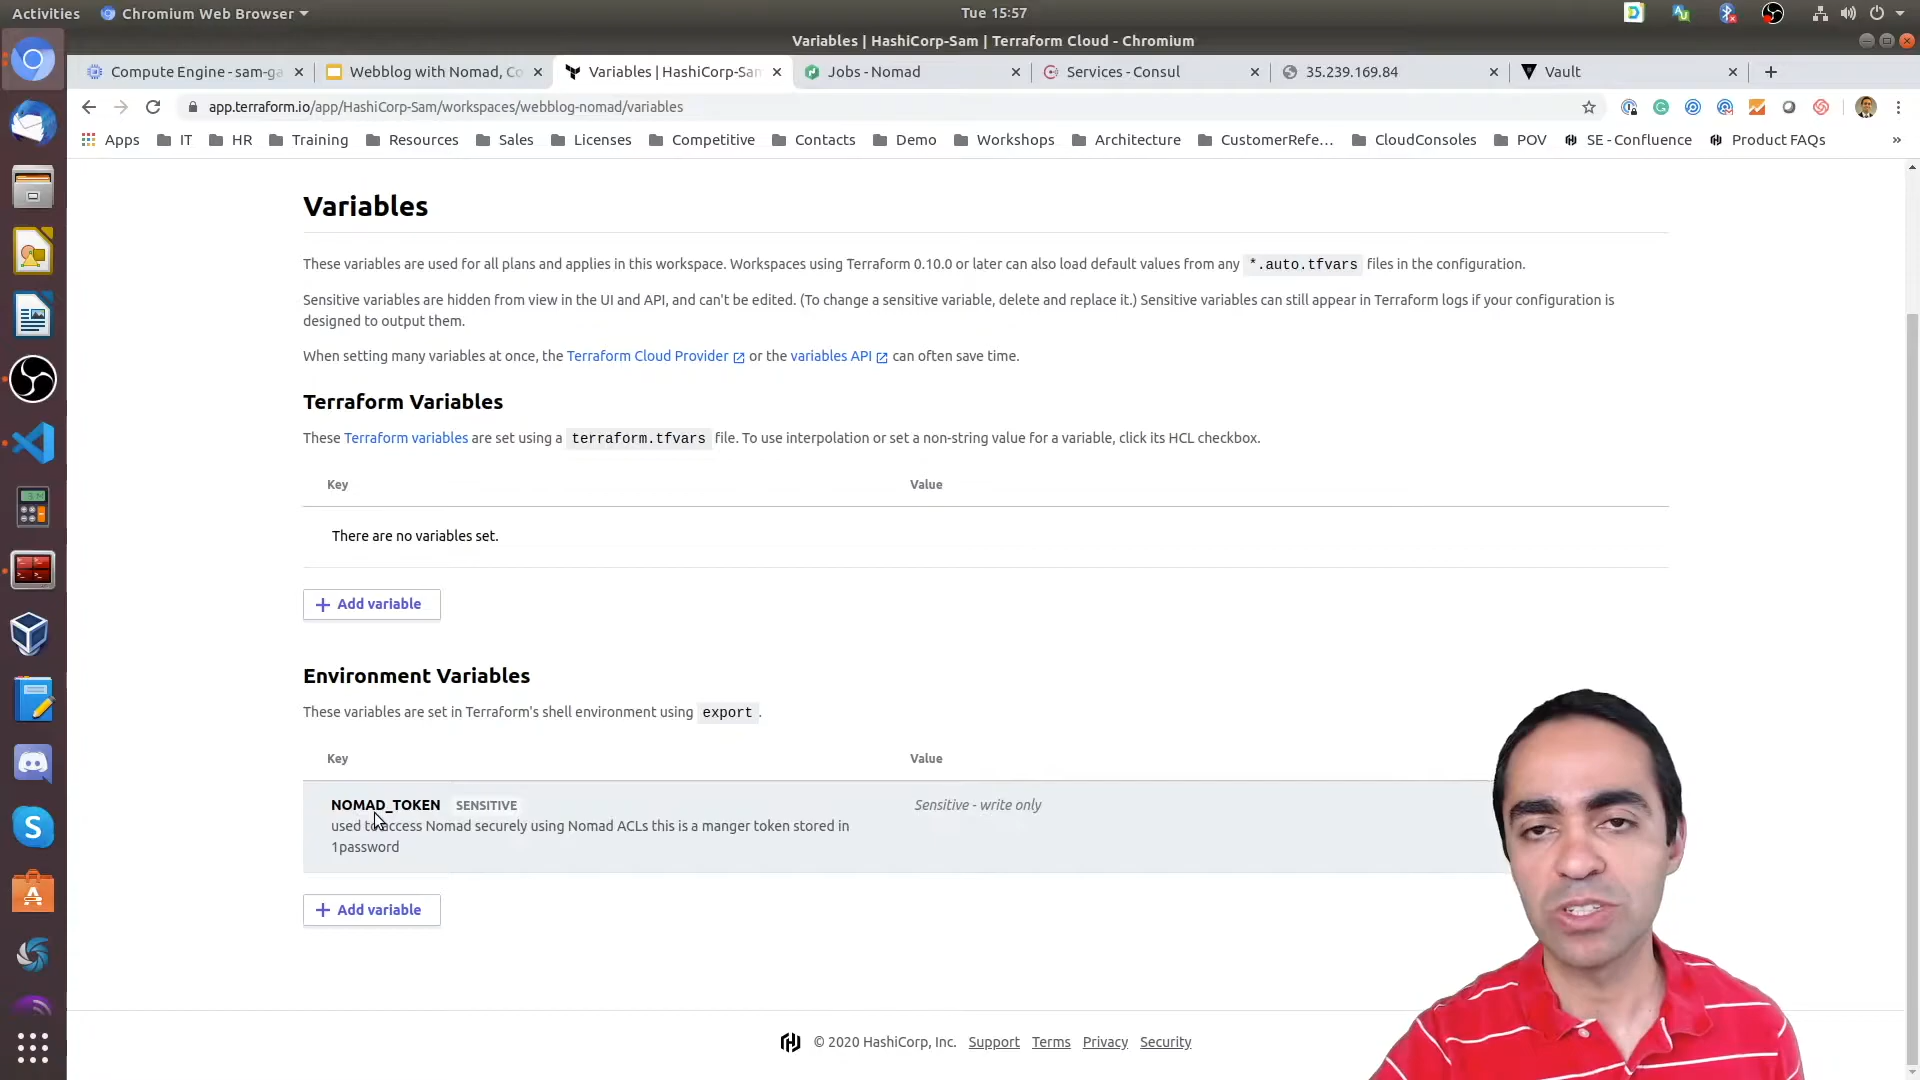 Activities
Chromium Web Browser
Tue 15:57
Variables | HashiCorp-Sam | Terraform Cloud - Chromium
Compute Engine - sam-ga
Webblog with Nomad, Co
Variables | HashiCorp-Sam
Jobs - Nomad
Services - Consul
35.239.169.84
Vault
app.terraform.io/app/HashiCorp-Sam/workspaces/webblog-nomad/variables
Apps
IT
HR
Training
Resources
Sales
Licenses
Competitive
Contacts
Demo
Workshops
Architecture
CustomerRefe...
CloudConsoles
POV
SE - Confluence
Product FAQs
»
Variables
These variables are used for all plans and applies in this workspace. Workspaces using Terraform 0.10.0 or later can also load default values from any *.auto.tfvars files in the configuration.
Sensitive variables are hidden from view in the UI and API, and can't be edited. (To change a sensitive variable, delete and replace it.) Sensitive variables can still appear in Terraform logs if your configuration is
designed to output them.
When setting many variables at once, the Terraform Cloud Provider or the variables API can often save time.
Terraform Variables
These Terraform variables are set using a terraform.tfvars file. To use interpolation or set a non-string value for a variable, click its HCL checkbox.
Key Value
There are no variables set.
+ Add variable
Environment Variables
These variables are set in Terraform's shell environment using export.
Key Value
NOMAD_TOKEN SENSITIVE Sensitive - write only
used to access Nomad securely using Nomad ACLs this is a manger token stored in
1password
+ Add variable
© 2020 HashiCorp, Inc. Support Terms Privacy Security